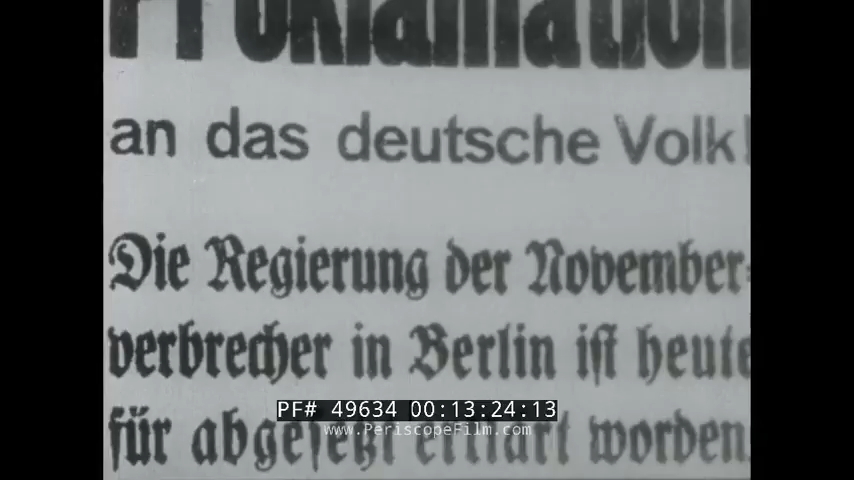 Proklamation
an das deutsche Volk!
Die Regierung der November-
verbrecher in Berlin ist heute
für abgesetzt erklärt worden.
PF# 49634 00:13:24:13
www.PeriscopeFilm.com